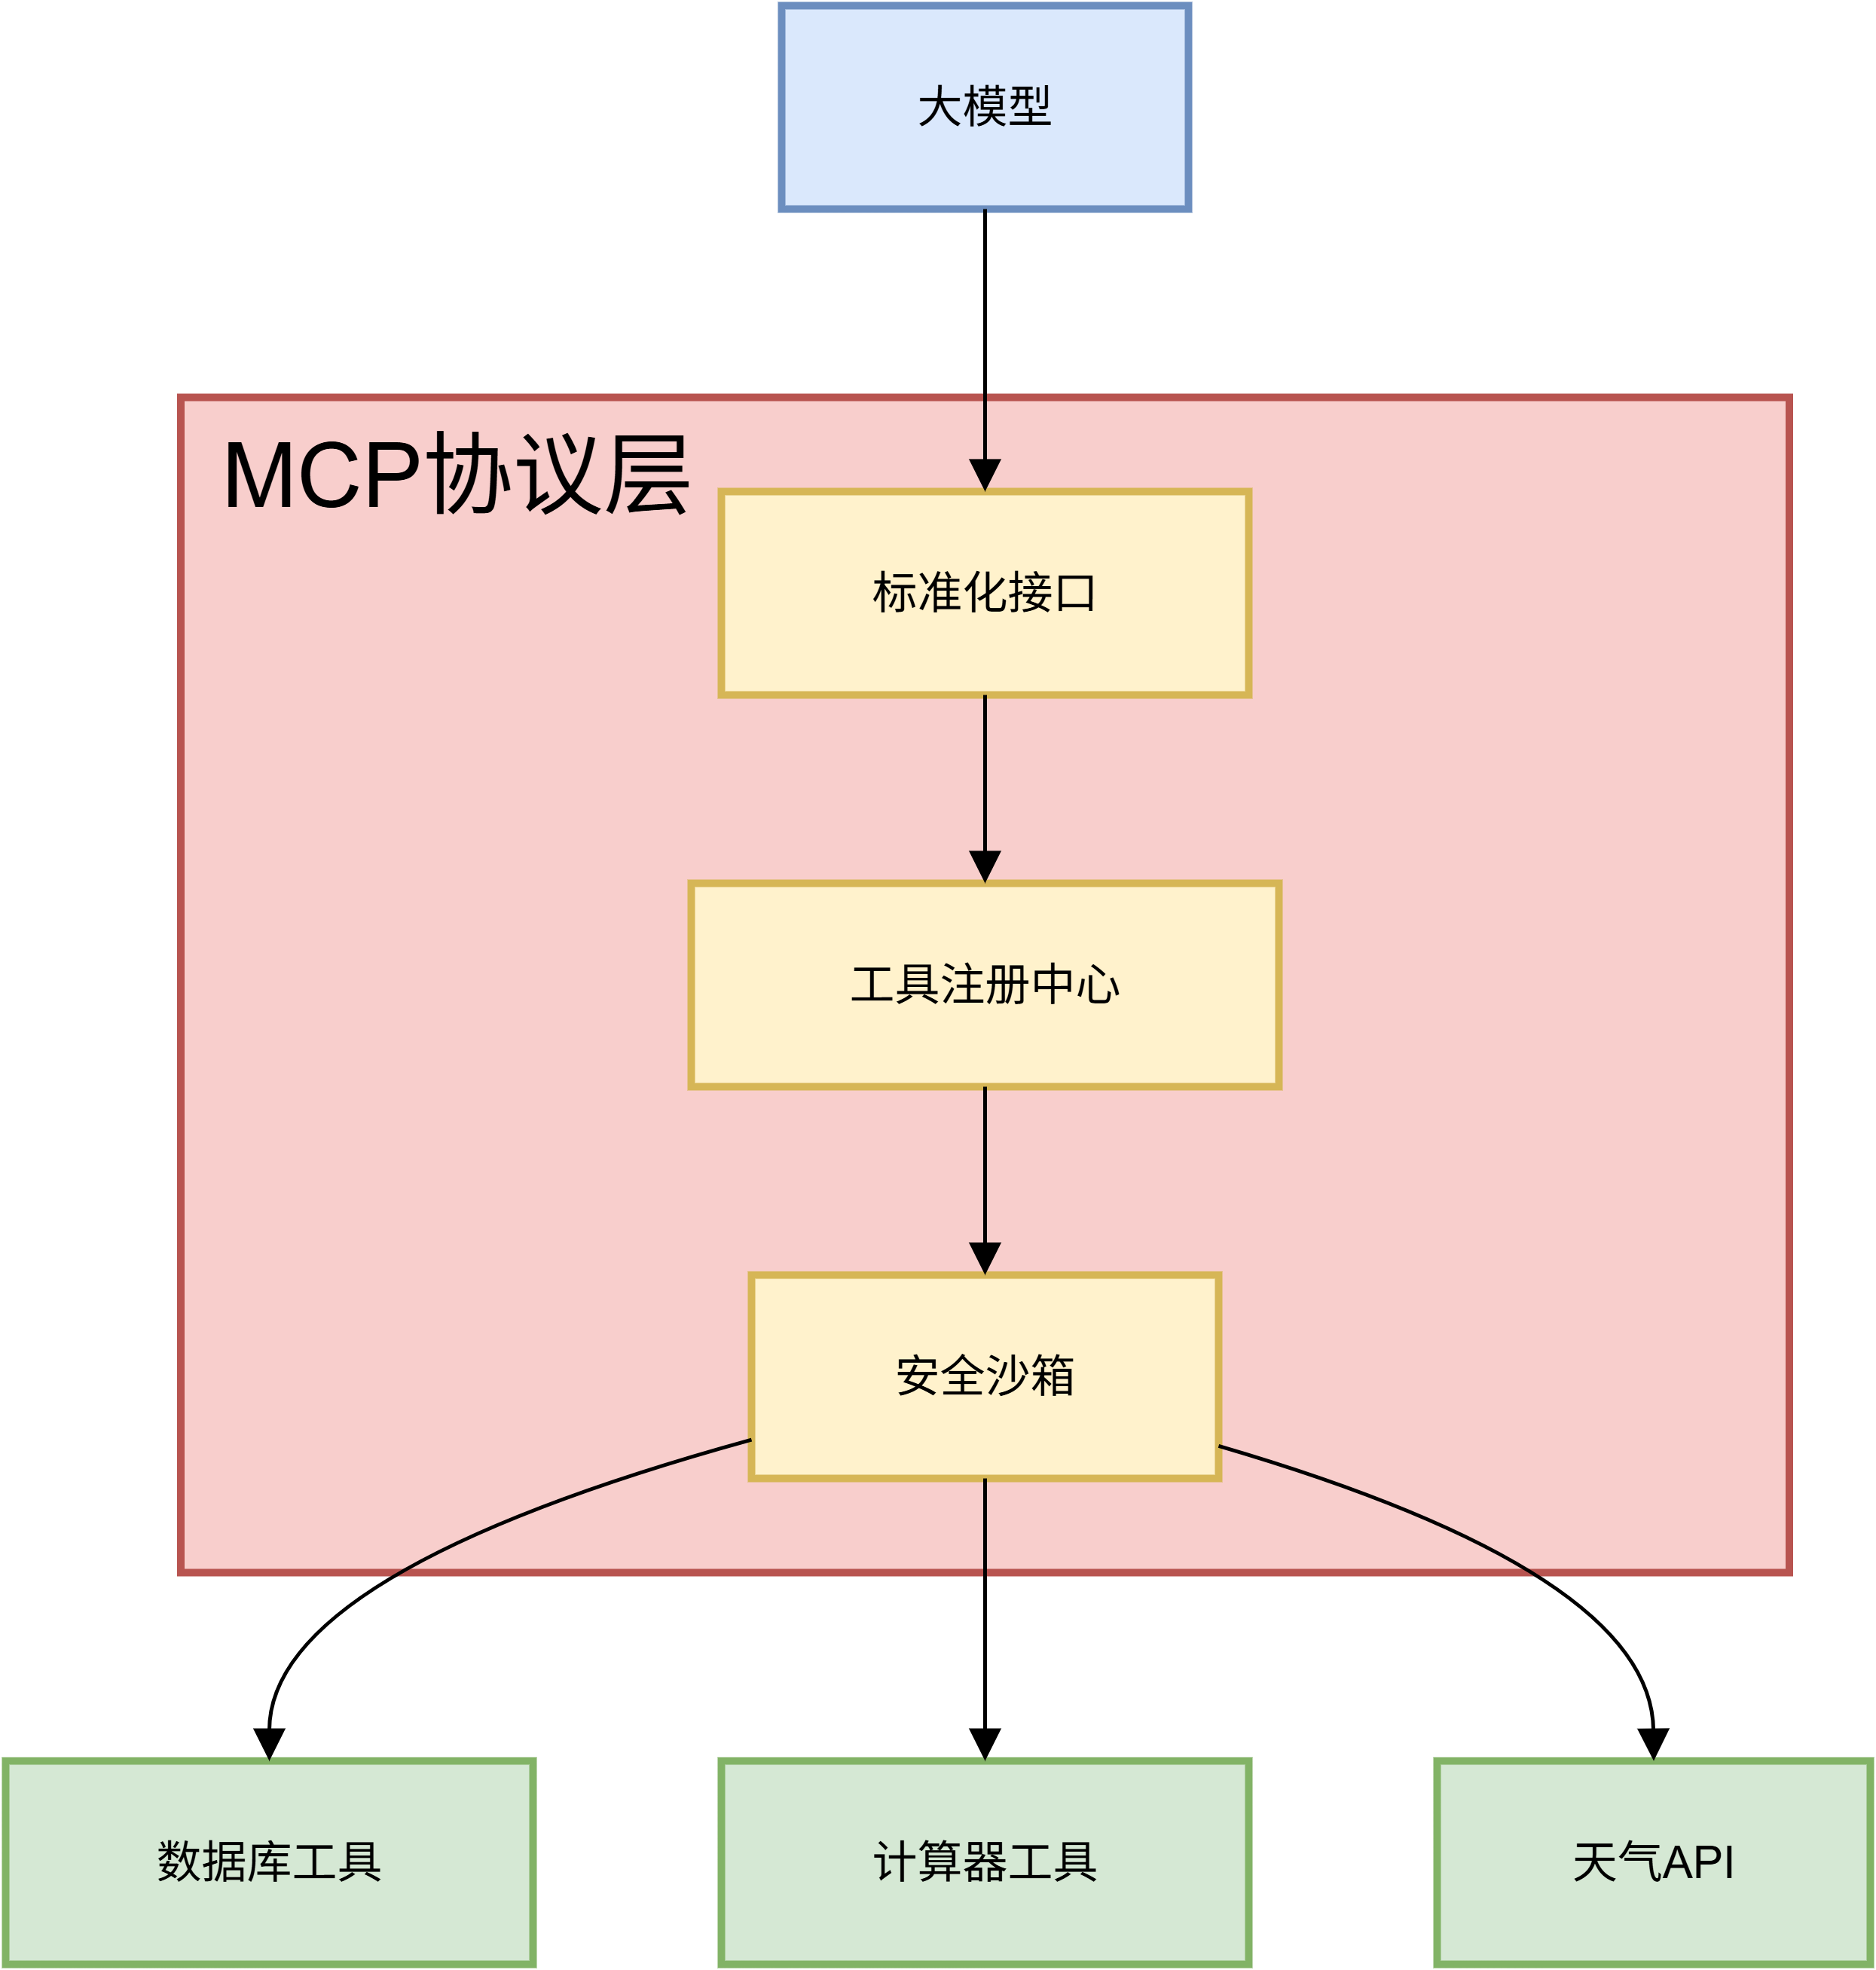 大模型
MCP协议层
标准化接口
工具注册中心
安全沙箱
数据库工具
计算器工具
天气API